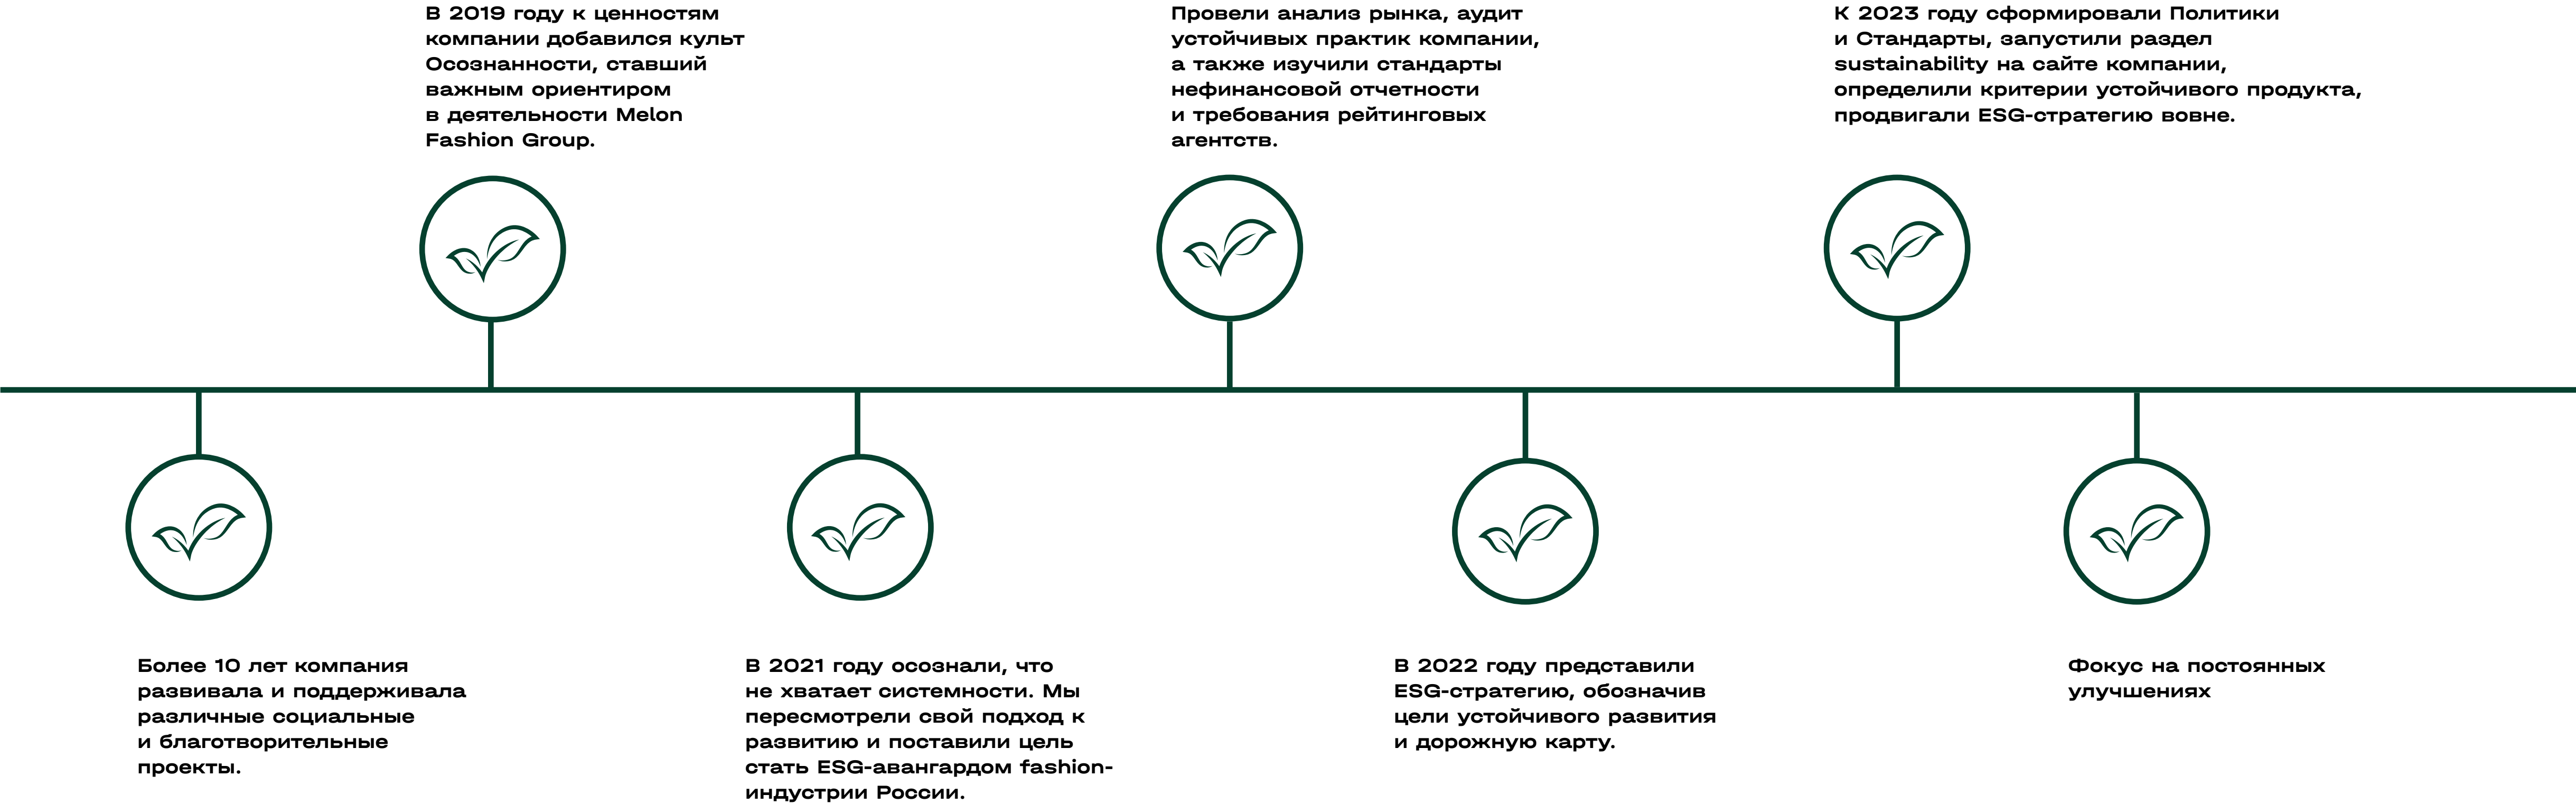 В 2019 году к ценностям
компании добавился культ
Осознанности, ставший
важным ориентиром
в деятельности Melon
Fashion Group.
Провели анализ рынка, аудит
устойчивых практик компании,
а также изучили стандарты
нефинансовой отчетности
и требования рейтинговых
агентств.
К 2023 году сформировали Политики
и Стандарты, запустили раздел
sustainability на сайте компании,
определили критерии устойчивого продукта,
продвигали ESG-стратегию вовне.
Более 10 лет компания
развивала и поддерживала
различные социальные
и благотворительные
проекты.
В 2021 году осознали, что
не хватает системности. Мы
пересмотрели свой подход к
развитию и поставили цель
стать ESG-авангардом fashion-
индустрии России.
В 2022 году представили
ESG-стратегию, обозначив
цели устойчивого развития
и дорожную карту.
Фокус на постоянных
улучшениях